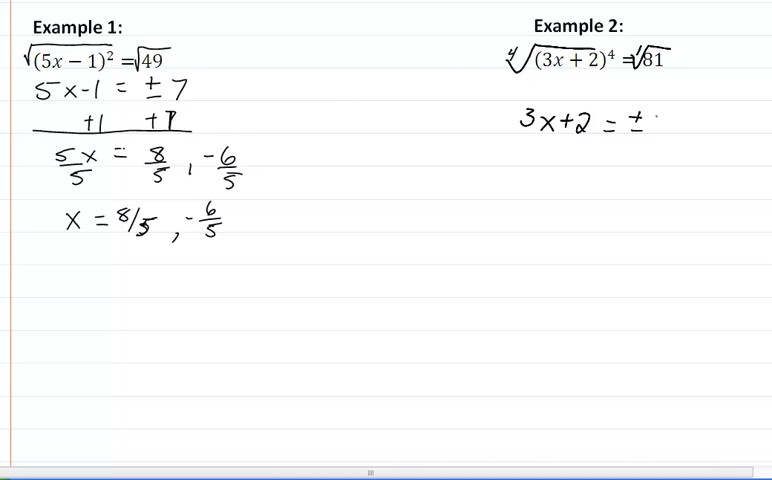 Example 1:
√(5x − 1)² = √49
5x-1 = ± 7
+1 +1
5x/5 = 8/5, -6/5
x = 8/5, -6/5
Example 2:
∜(3x + 2)⁴ = ∜81
3x+2 = ±